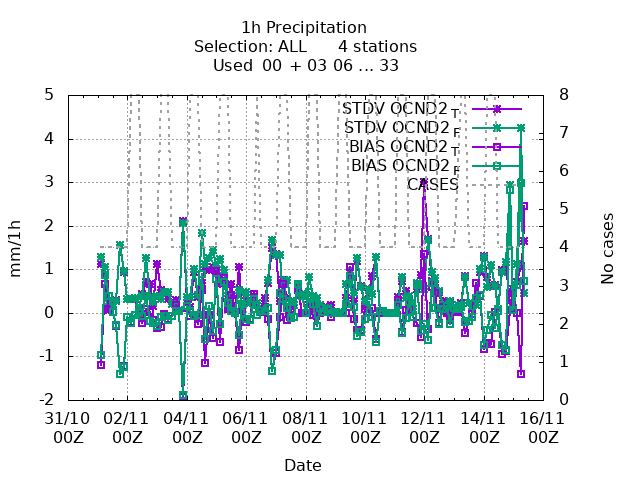 1h Precipitation
Selection: ALL 4 stations
Used 00 + 03 06 ... 33
5
4
3
2
1
0
-1
-2
mm/1h
8
7
6
5
4
3
2
1
0
No cases
STDV OCND2 T
STDV OCND2 F
BIAS OCND2 T
BIAS OCND2 F
CASES
31/10 02/11 04/11 06/11 08/11 10/11 12/11 14/11 16/11
00Z 00Z 00Z 00Z 00Z 00Z 00Z 00Z 00Z
Date